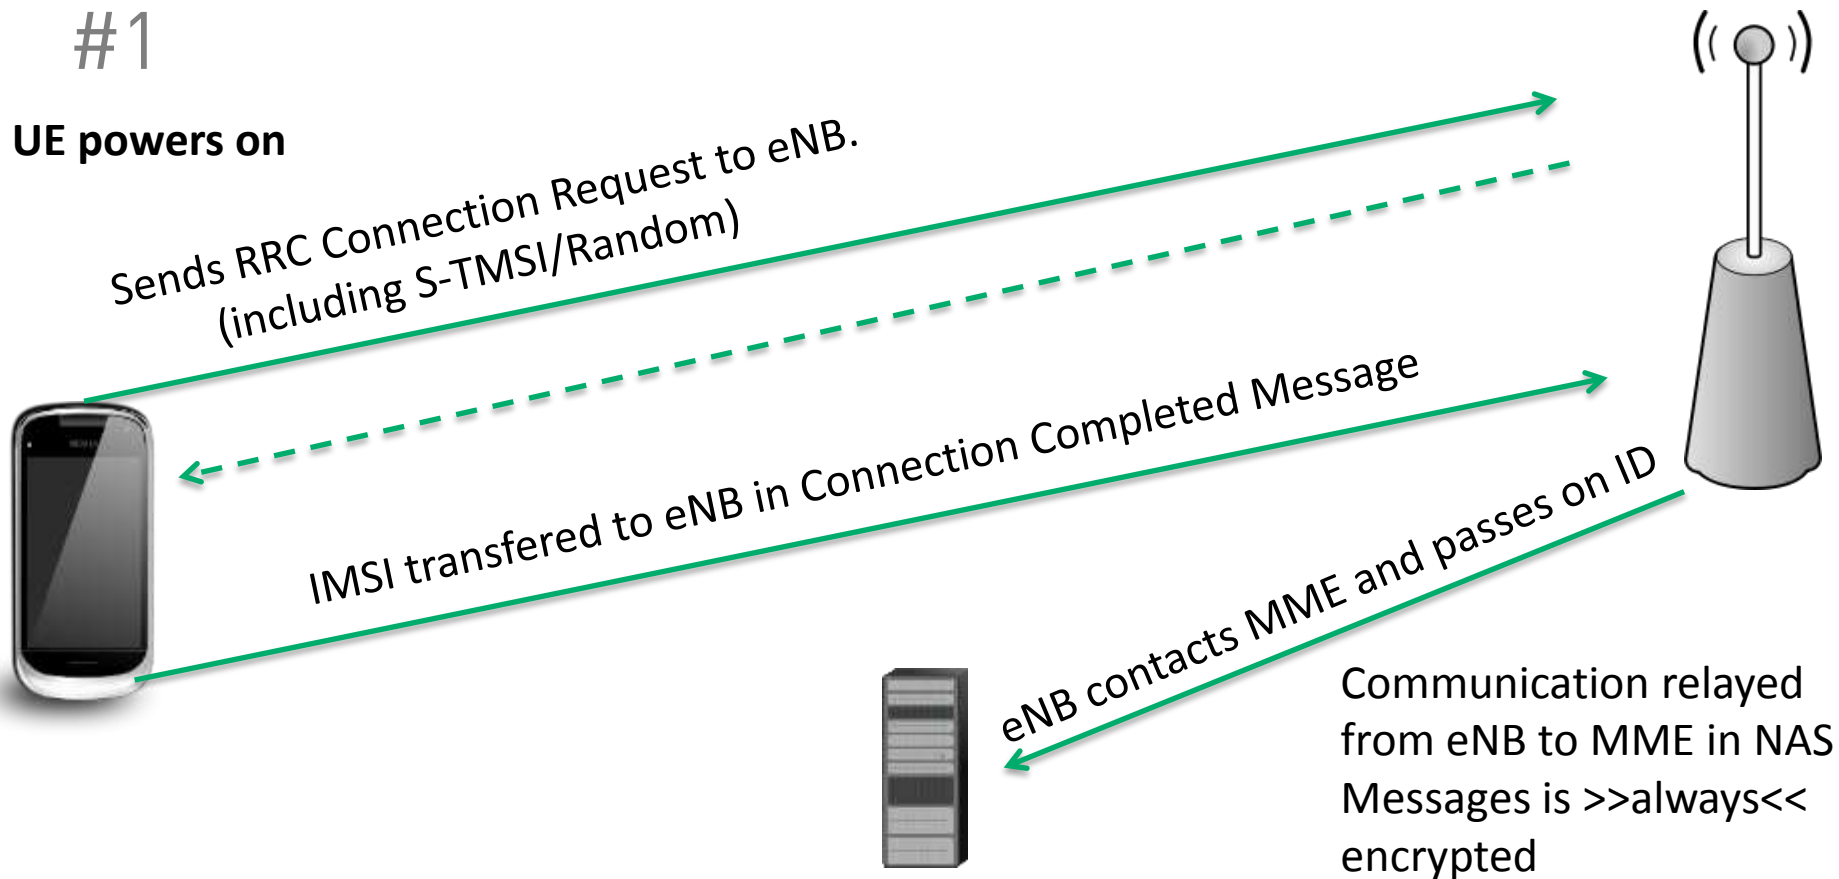 #1
UE powers on
Sends RRC Connection Request to eNB.
(including S-TMSI/Random)
IMSI transfered to eNB in Connection Completed Message
eNB contacts MME and passes on ID
Communication relayed
from eNB to MME in NAS
Messages is >>always<<
encrypted